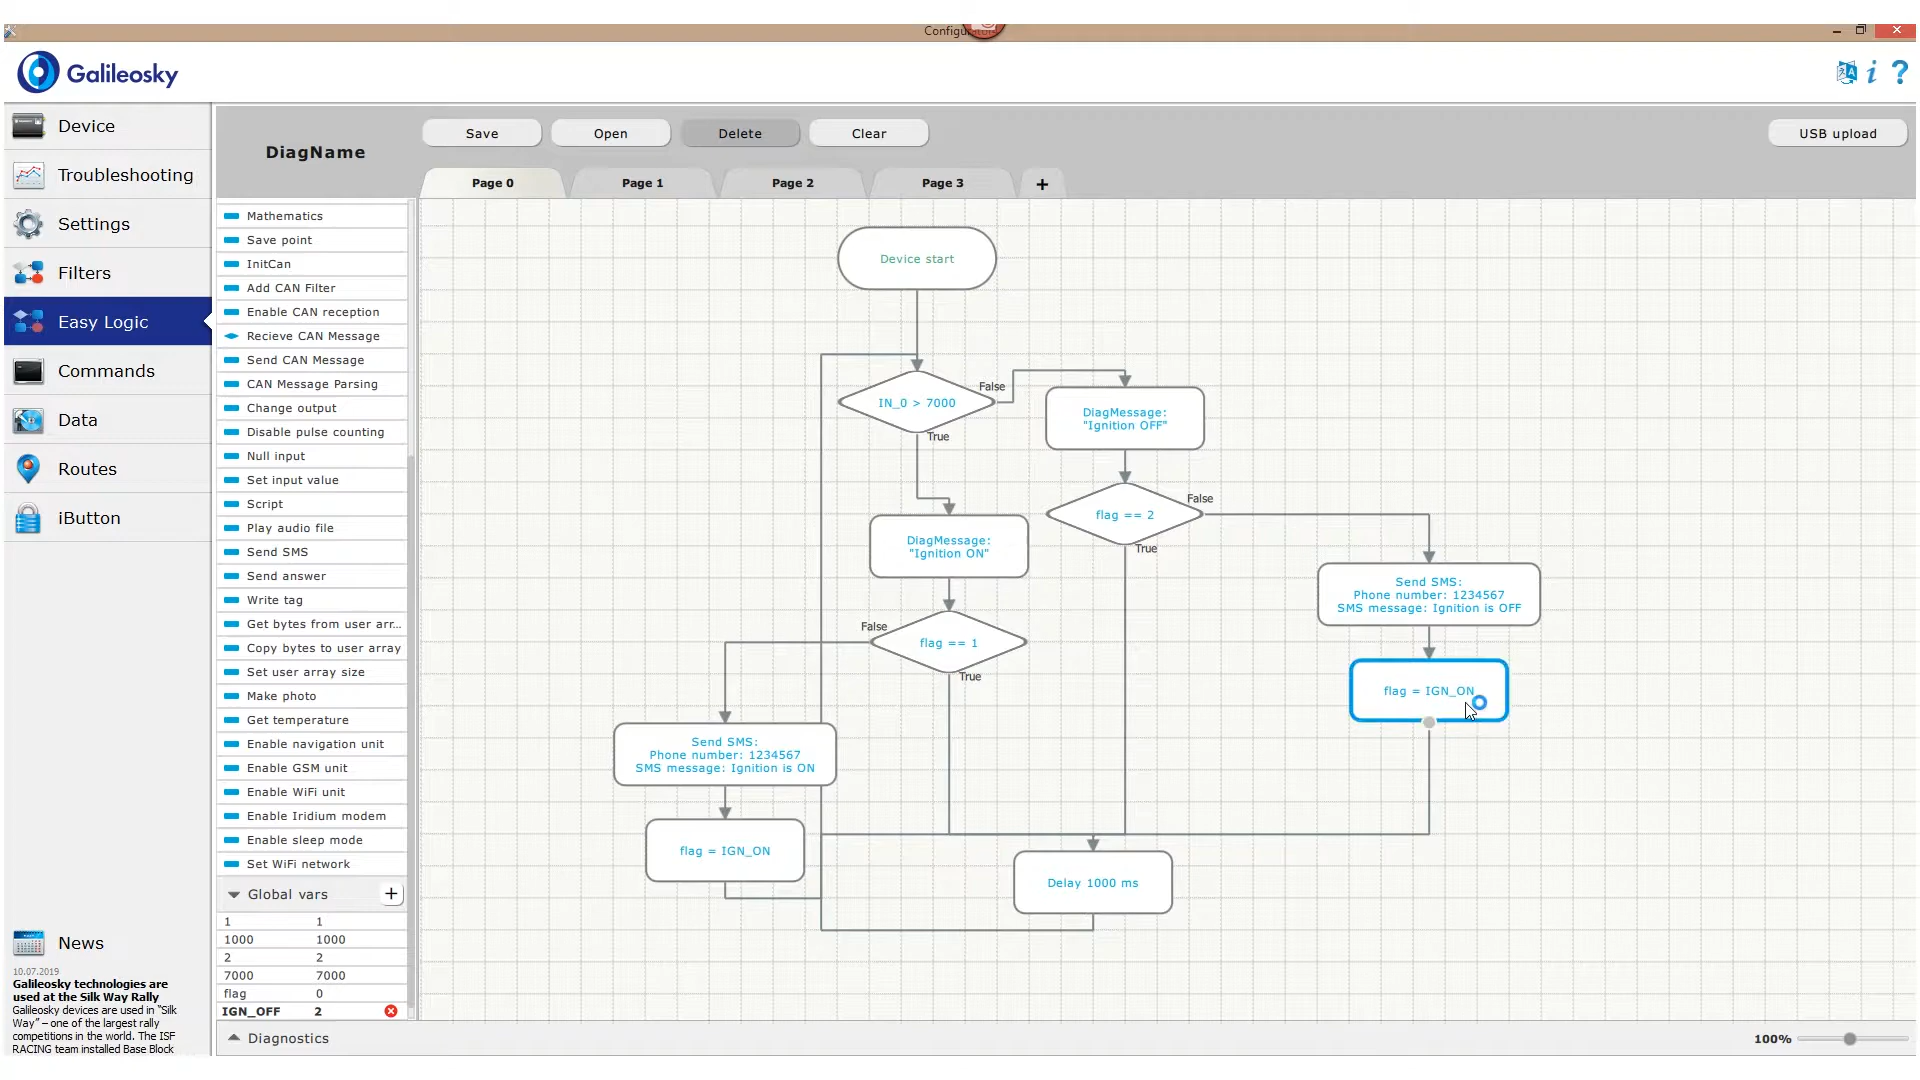 Configurator
Galileosky
Device
Troubleshooting
Settings
Filters
Easy Logic
Commands
Data
Routes
iButton
News
10.07.2019
Galileosky technologies are
used at the Silk Way Rally
Galileosky devices are used in “Silk
Way” – one of the largest rally
competitions in the world. The ISF
RACING team installed Base Block
DiagName
Save
Open
Delete
Clear
USB upload
Page 0
Page 1
Page 2
Page 3
+
Mathematics
Save point
InitCan
Add CAN Filter
Enable CAN reception
Recieve CAN Message
Send CAN Message
CAN Message Parsing
Change output
Disable pulse counting
Null input
Set input value
Script
Play audio file
Send SMS
Send answer
Write tag
Get bytes from user arr...
Copy bytes to user array
Set user array size
Make photo
Get temperature
Enable navigation unit
Enable GSM unit
Enable WiFi unit
Enable Iridium modem
Enable sleep mode
Set WiFi network
Global vars +
1 1
1000 1000
2 2
7000 7000
flag 0
IGN_OFF 2
Diagnostics
100%
Device start
IN_0 > 7000
False
True
DiagMessage:
"Ignition OFF"
flag == 2
False
True
DiagMessage:
"Ignition ON"
flag == 1
False
True
Send SMS:
Phone number: 1234567
SMS message: Ignition is OFF
flag = IGN_ON
Send SMS:
Phone number: 1234567
SMS message: Ignition is ON
flag = IGN_ON
Delay 1000 ms